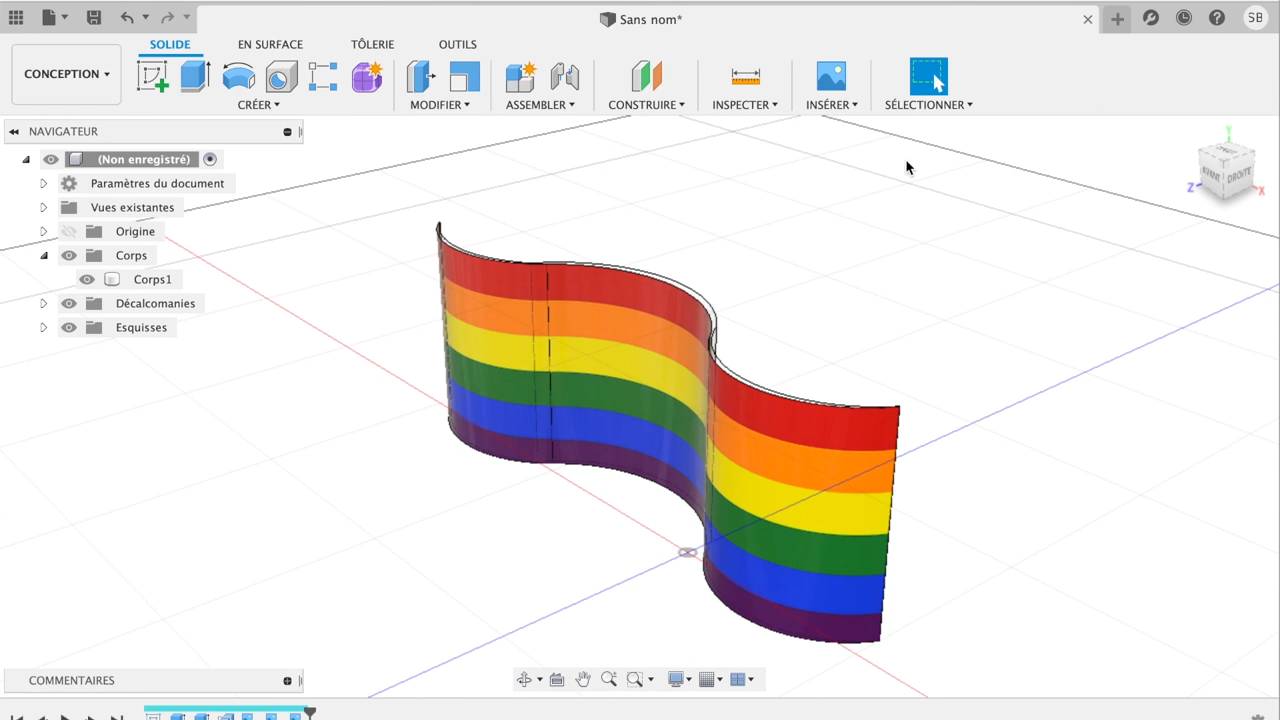 Sans nom*
SB
SOLIDE EN SURFACE TÔLERIE OUTILS
CONCEPTION
CRÉER MODIFIER ASSEMBLER CONSTRUIRE INSPECTER INSÉRER SÉLECTIONNER
NAVIGATEUR
(Non enregistré)
Paramètres du document
Vues existantes
Origine
Corps
Corps1
Décalcomanies
Esquisses
Y
DROITE
Z
X
COMMENTAIRES